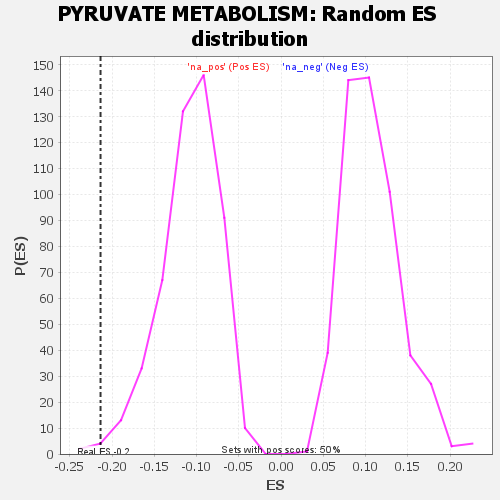 PYRUVATE METABOLISM: Random ES
distribution
'na_pos' (Pos ES) 'na_neg' (Neg ES)
150
140
130
120
110
100
90
80
70
60
50
40
30
20
10
0
P(ES)
Real ES -0.2
Sets with pos scores: 50%
-0.25 -0.20 -0.15 -0.10 -0.05 0.00 0.05 0.10 0.15 0.20
ES